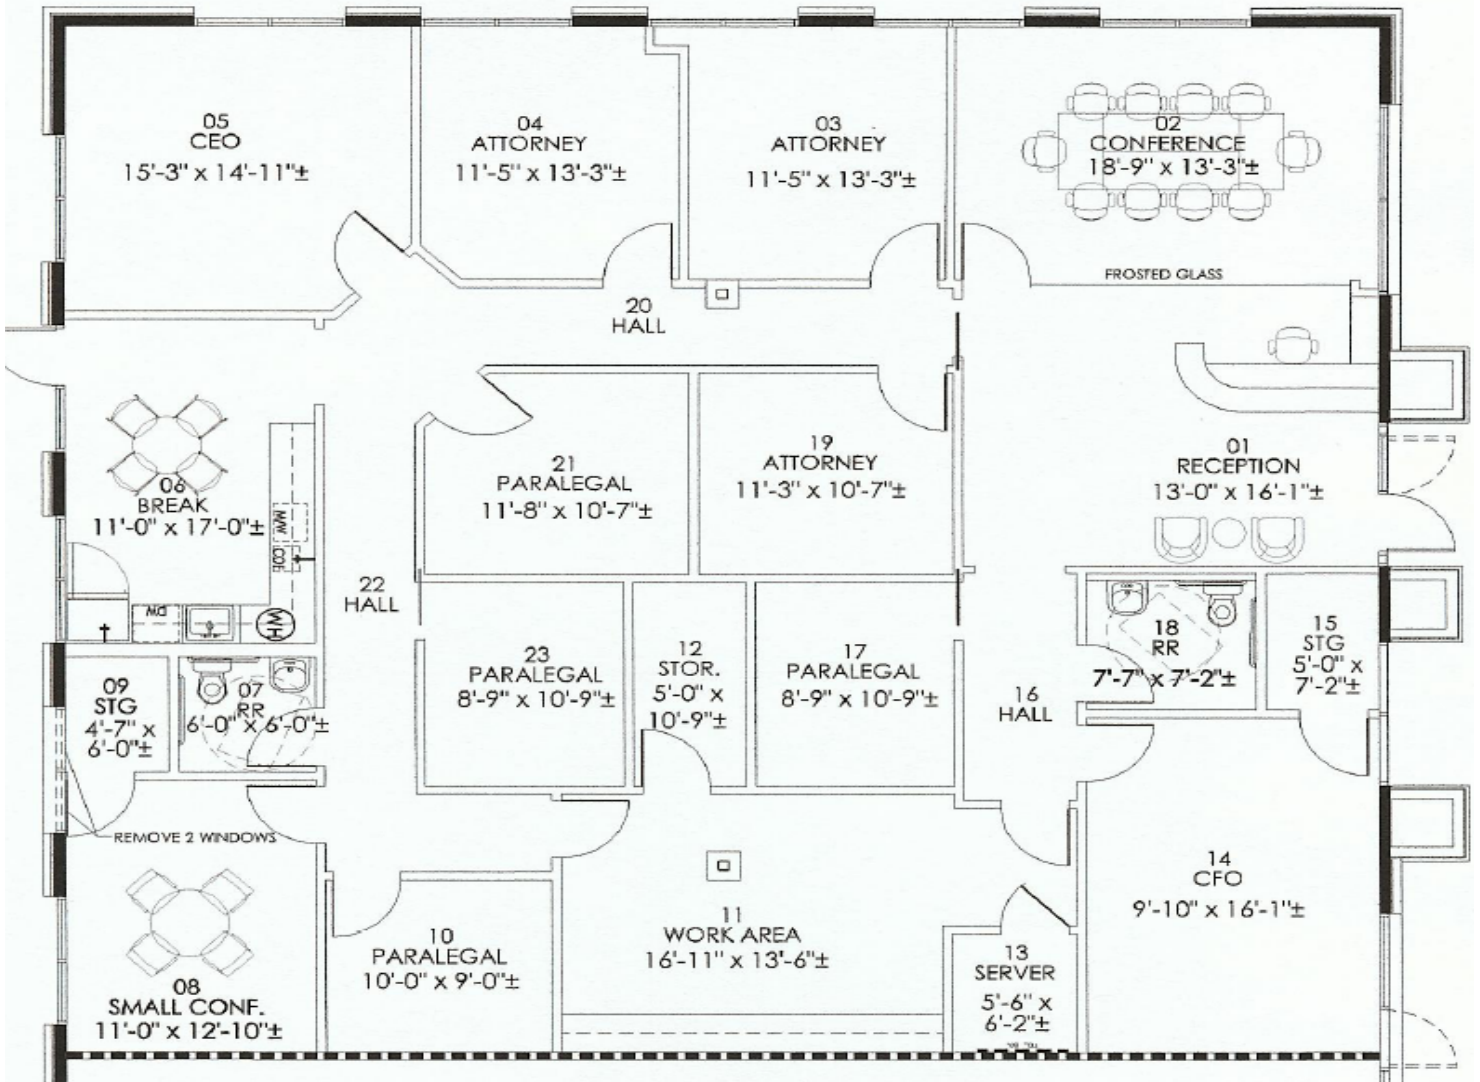 05
CEO
15'-3" x 14'-11"±
04
ATTORNEY
11'-5" x 13'-3"±
03
ATTORNEY
11'-5" x 13'-3"±
02
CONFERENCE
18'-9" x 13'-3"±
FROSTED GLASS
20
HALL
01
RECEPTION
13'-0" x 16'-1"±
19
ATTORNEY
11'-3" x 10'-7"±
21
PARALEGAL
11'-8" x 10'-7"±
06
BREAK
11'-0" x 17'-0"±
M/W
DW
WH
22
HALL
23
PARALEGAL
8'-9" x 10'-9"±
12
STOR.
5'-0" x
10'-9"±
17
PARALEGAL
8'-9" x 10'-9"±
16
HALL
18
RR
7'-7" x 7'-2"±
15
STG
5'-0" x
7'-2"±
09
STG
4'-7" x
6'-0"±
07
RR
6'-0" x 6'-0"±
REMOVE 2 WINDOWS
08
SMALL CONF.
11'-0" x 12'-10"±
10
PARALEGAL
10'-0" x 9'-0"±
11
WORK AREA
16'-11" x 13'-6"±
13
SERVER
5'-6" x
6'-2"±
14
CFO
9'-10" x 16'-1"±